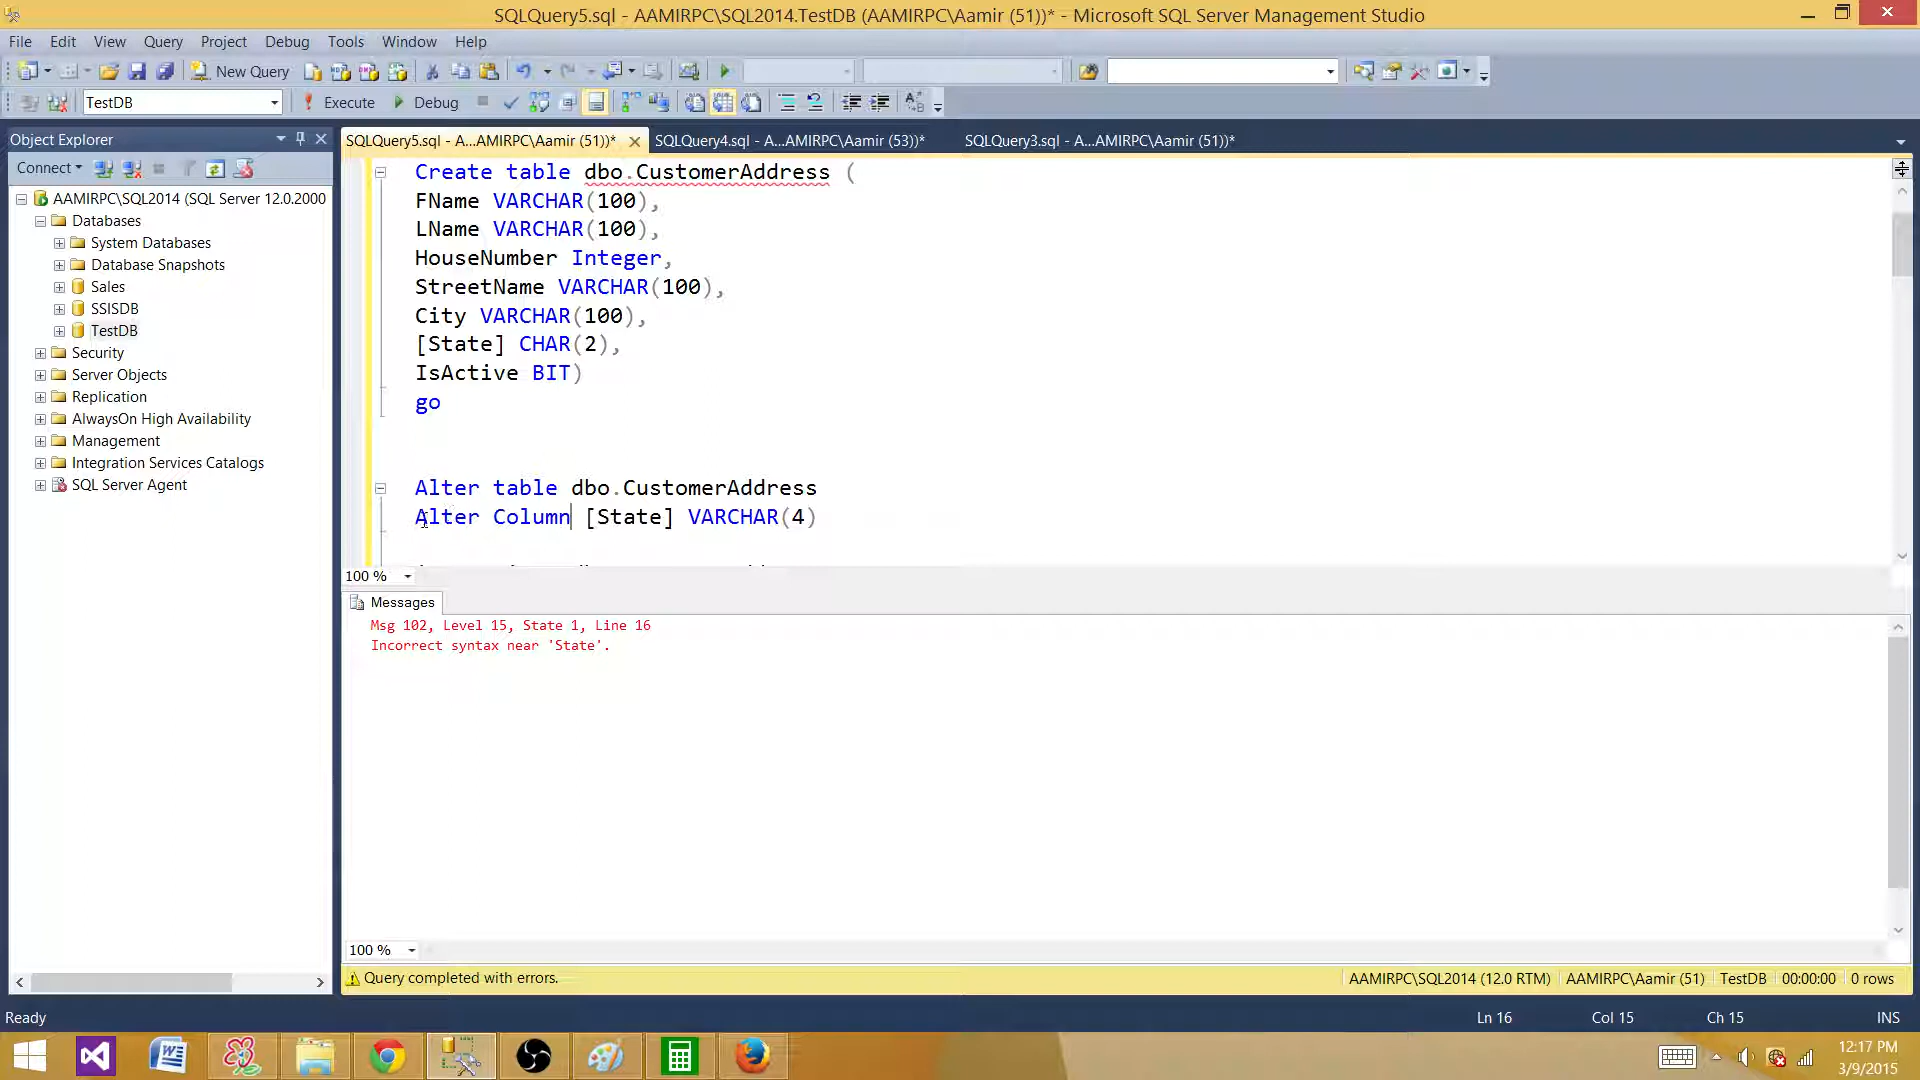 SQLQuery5.sql - AAMIRPC\SQL2014.TestDB (AAMIRPC\Aamir (51))* - Microsoft SQL Server Management Studio
File Edit View Query Project Debug Tools Window Help
New Query
TestDB Execute Debug
Object Explorer
Connect
AAMIRPC\SQL2014 (SQL Server 12.0.2000
Databases
System Databases
Database Snapshots
Sales
SSISDB
TestDB
Security
Server Objects
Replication
AlwaysOn High Availability
Management
Integration Services Catalogs
SQL Server Agent
SQLQuery5.sql - A...AMIRPC\Aamir (51))* SQLQuery4.sql - A...AMIRPC\Aamir (53))* SQLQuery3.sql - A...AMIRPC\Aamir (51))*
Create table dbo.CustomerAddress (
FName VARCHAR(100),
LName VARCHAR(100),
HouseNumber Integer,
StreetName VARCHAR(100),
City VARCHAR(100),
[State] CHAR(2),
IsActive BIT)
go
Alter table dbo.CustomerAddress
Alter Column [State] VARCHAR(4)
100 %
Messages
Msg 102, Level 15, State 1, Line 16
Incorrect syntax near 'State'.
100 %
Query completed with errors. AAMIRPC\SQL2014 (12.0 RTM) AAMIRPC\Aamir (51) TestDB 00:00:00 0 rows
Ready Ln 16 Col 15 Ch 15 INS
12:17 PM
3/9/2015